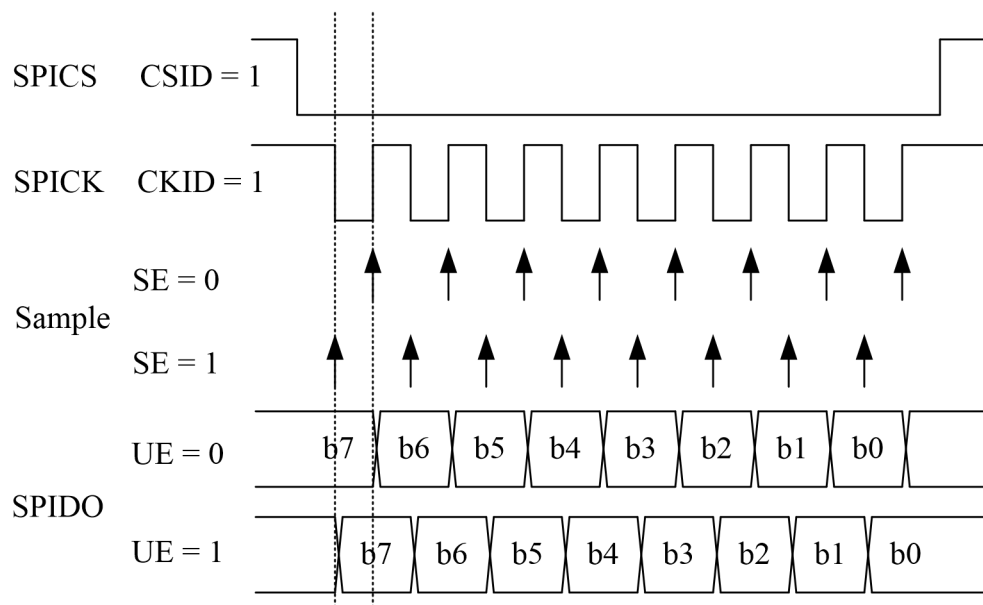 SPICS CSID = 1
SPICK CKID = 1
SE = 0
Sample
SE = 1
UE = 0 b7 b6 b5 b4 b3 b2 b1 b0
SPIDO
UE = 1 b7 b6 b5 b4 b3 b2 b1 b0